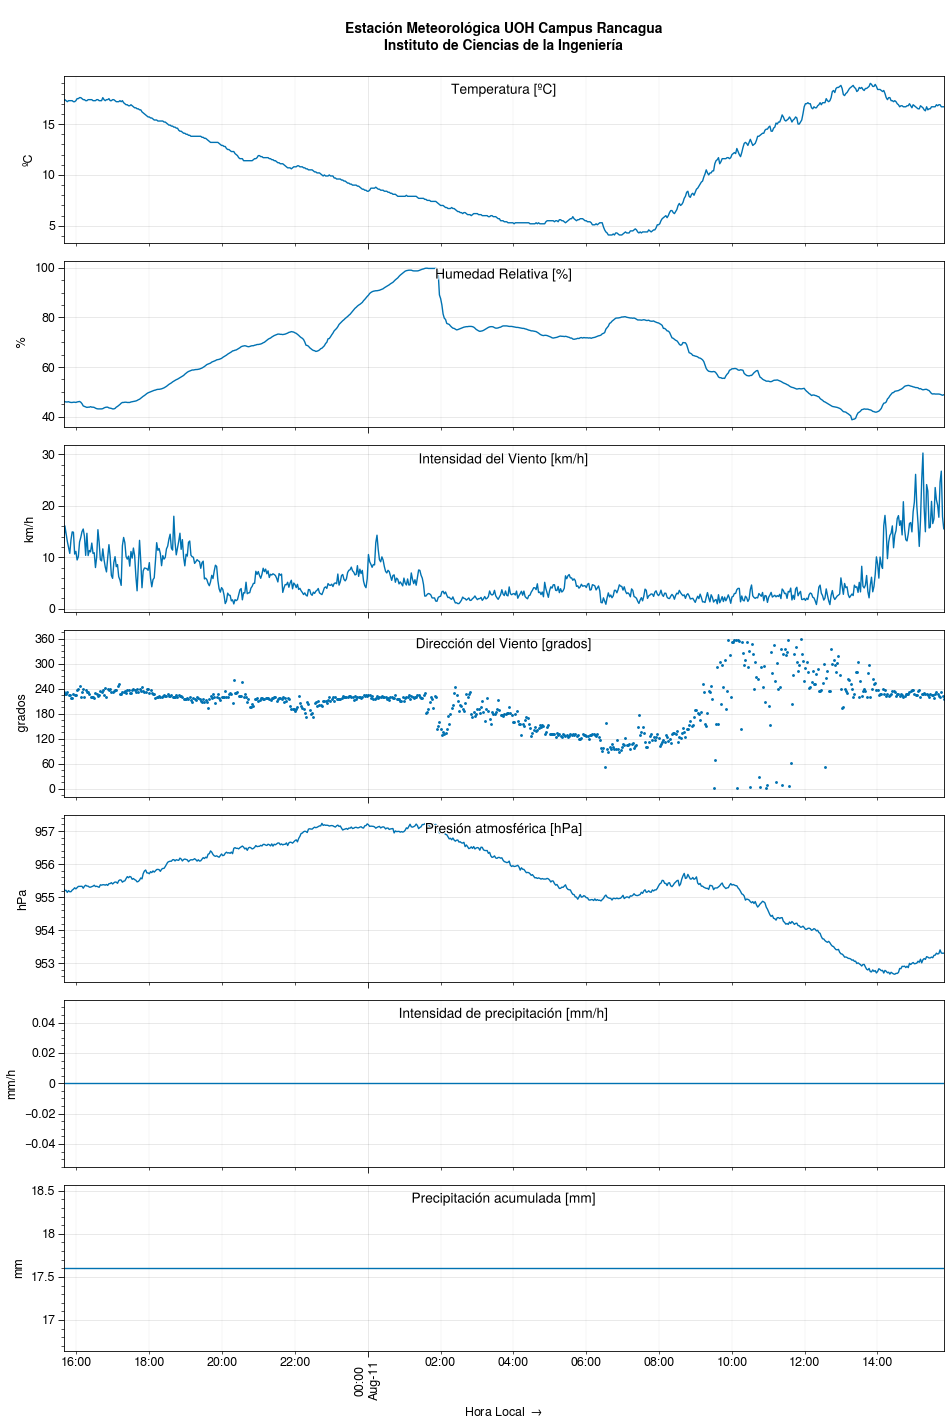 Estación Meteorológica UOH Campus Rancagua
Instituto de Ciencias de la Ingeniería
Temperatura [ºC]
ºC
15
10
5
Humedad Relativa [%]
%
100
80
60
40
Intensidad del Viento [km/h]
km/h
30
20
10
0
Dirección del Viento [grados]
grados
360
300
240
180
120
60
0
Presión atmosférica [hPa]
hPa
957
956
955
954
953
Intensidad de precipitación [mm/h]
mm/h
0.04
0.02
0
−0.02
−0.04
Precipitación acumulada [mm]
mm
18.5
18
17.5
17
16:00 18:00 20:00 22:00 00:00 02:00 04:00 06:00 08:00 10:00 12:00 14:00
Aug-11
Hora Local →